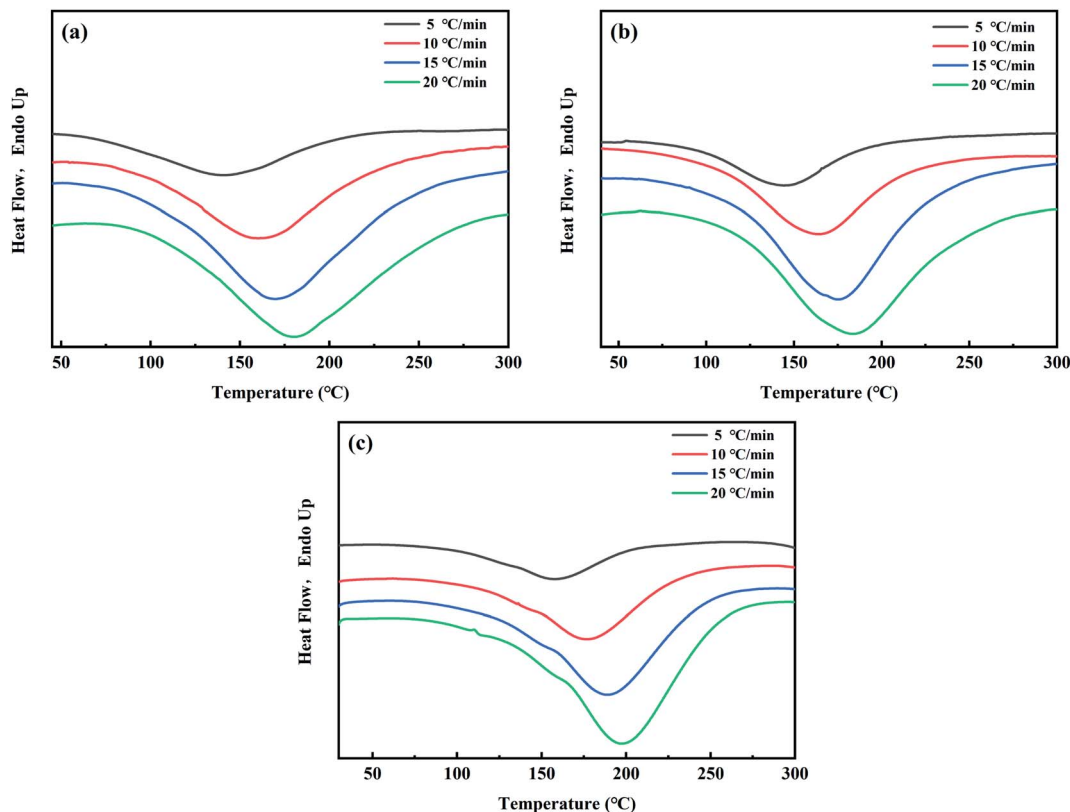 (a)
5 ℃/min
10 ℃/min
15 ℃/min
20 ℃/min
Heat Flow, Endo Up
50 100 150 200 250 300
Temperature (℃)
(b)
5 ℃/min
10 ℃/min
15 ℃/min
20 ℃/min
Heat Flow, Endo Up
50 100 150 200 250 300
Temperature (℃)
(c)
5 ℃/min
10 ℃/min
15 ℃/min
20 ℃/min
Heat Flow, Endo Up
50 100 150 200 250 300
Temperature (℃)